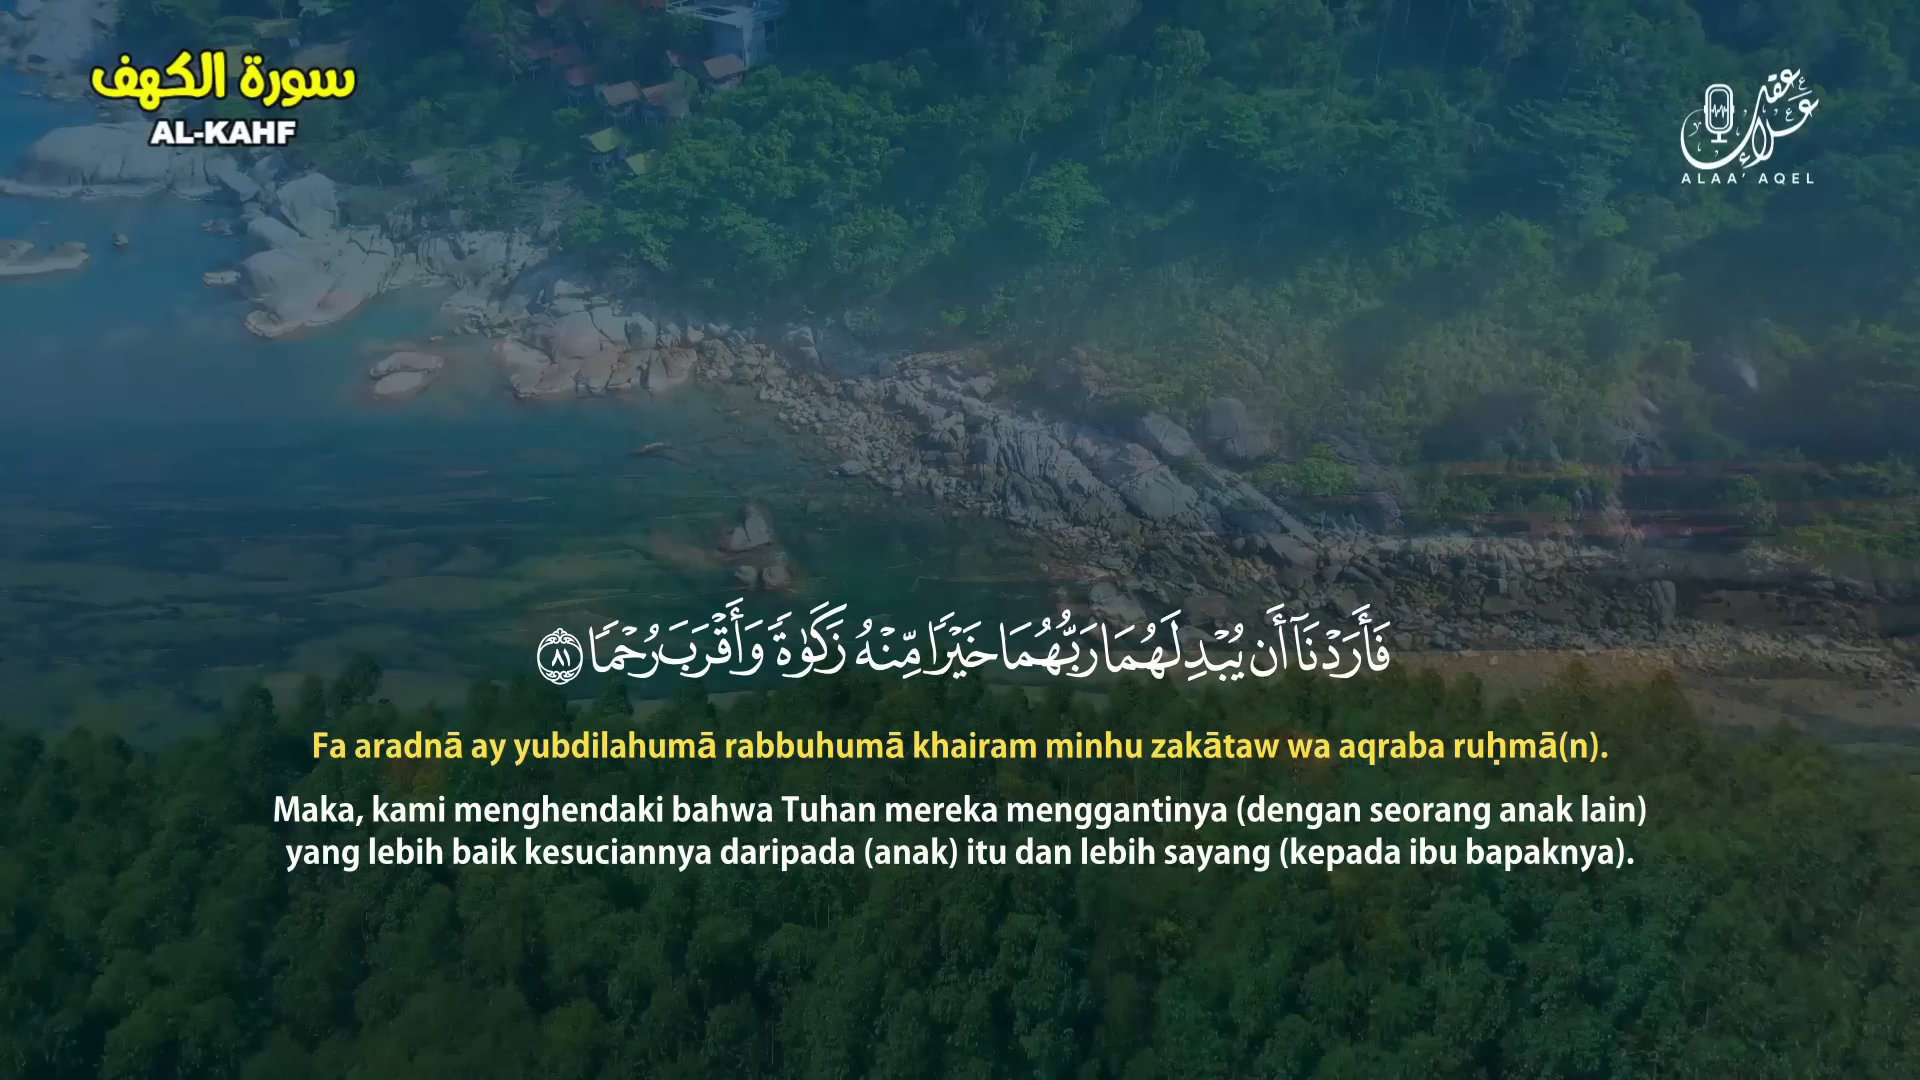 سورة الكهف
AL-KAHF
علاء عقل
ALAA' AQEL
فَأَرَدْنَآ أَن يُبْدِلَهُمَا رَبُّهُمَا خَيْرًا مِّنْهُ زَكَوٰةً وَأَقْرَبَ رُحْمًا ٨١
Fa aradnā ay yubdilahumā rabbuhumā khairam minhu zakātaw wa aqraba ruḥmā(n).
Maka, kami menghendaki bahwa Tuhan mereka menggantinya (dengan seorang anak lain)
yang lebih baik kesuciannya daripada (anak) itu dan lebih sayang (kepada ibu bapaknya).